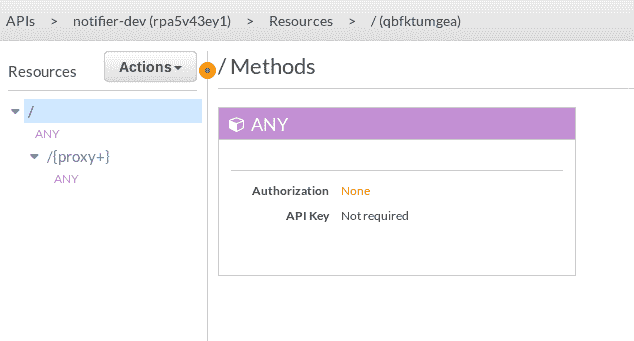 APIs > notifier-dev (rpa5v43ey1) > Resources > / (qbfktumgea)
Resources Actions
/ Methods
/
ANY
/{proxy+}
ANY
ANY
Authorization None
API Key Not required